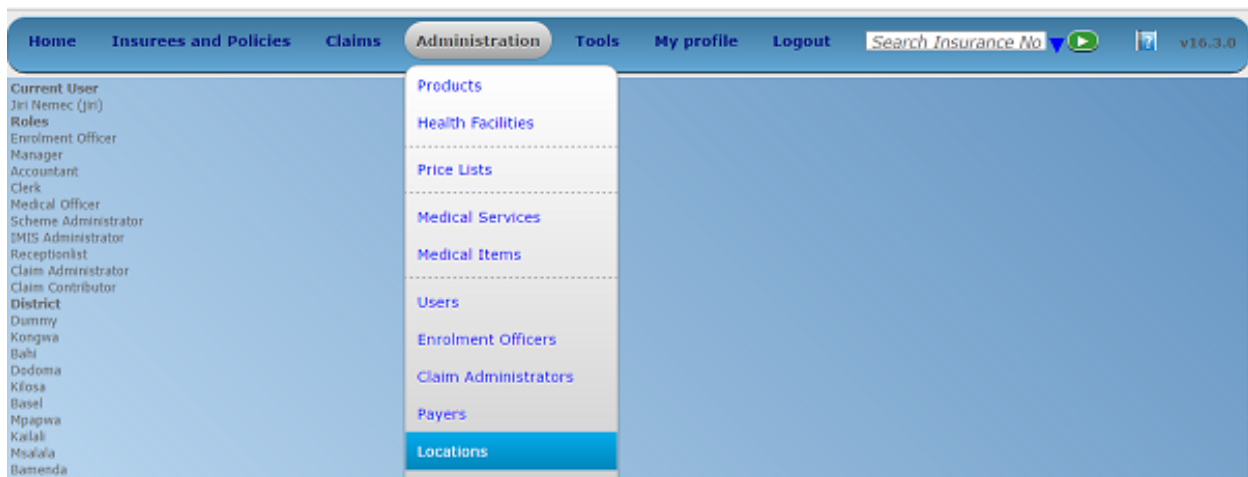 Home Insurees and Policies Claims Administration Tools My profile Logout Search Insurance No v16.3.0
Current User
Jiri Nemec (jiri)
Roles
Enrolment Officer
Manager
Accountant
Clerk
Medical Officer
Scheme Administrator
IMIS Administrator
Receptionlist
Claim Administrator
Claim Contributor
District
Dummy
Kongwa
Bahi
Dodoma
Kilosa
Basel
Mpapwa
Kailali
Msalala
Bamenda
Products
Health Facilities
Price Lists
Medical Services
Medical Items
Users
Enrolment Officers
Claim Administrators
Payers
Locations